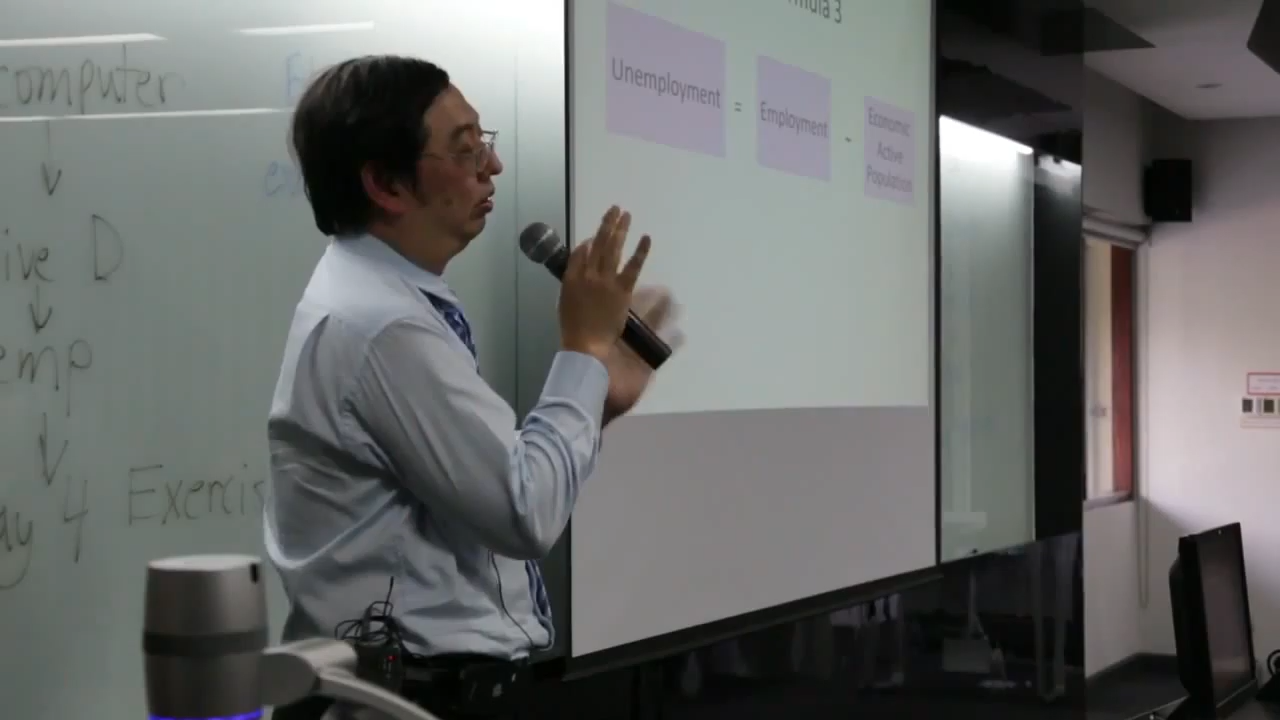 computer
ive D
emp
ay 4 Exercis
mula 3
Unemployment
=
Employment
-
Economic
Active
Population